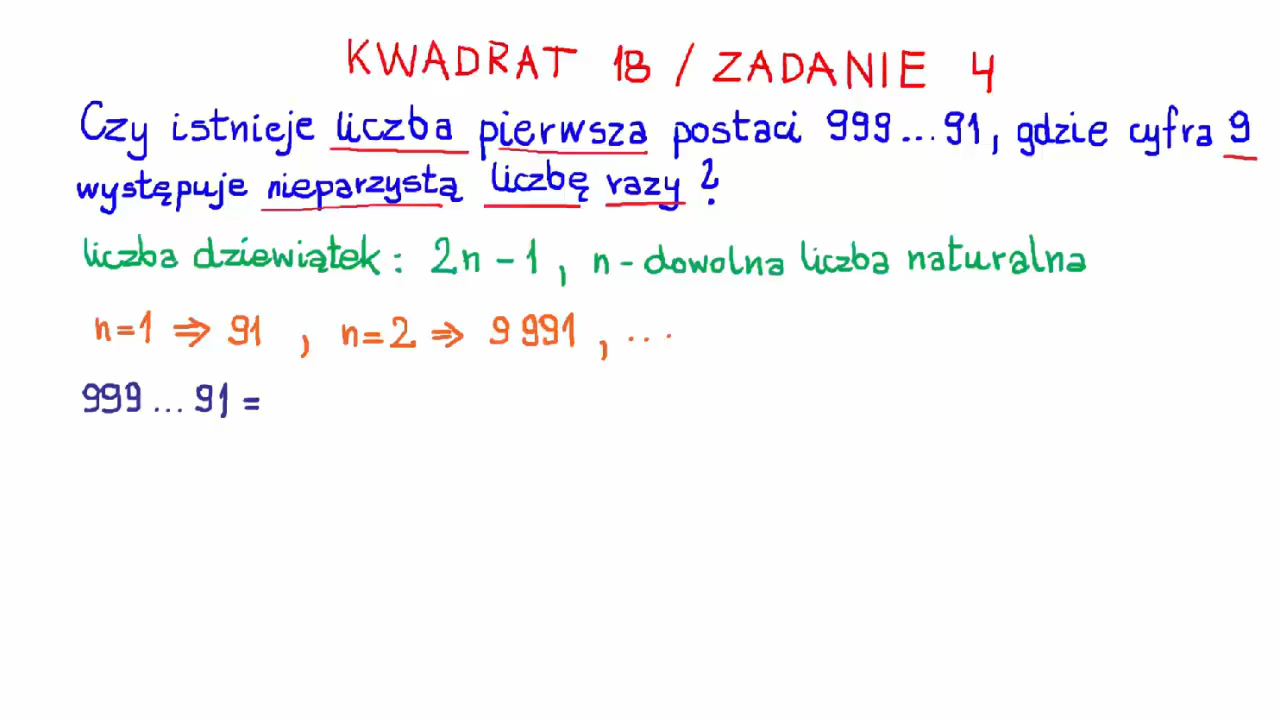 KWADRAT 18 / ZADANIE 4
Czy istnieje liczba pierwsza postaci 999...91, gdzie cyfra 9
występuje nieparzystą liczbę razy?
liczba dziewiątek: 2n-1, n-dowolna liczba naturalna
n=1 ⇒ 91 , n=2 ⇒ 9 991 , ...
999...91 =